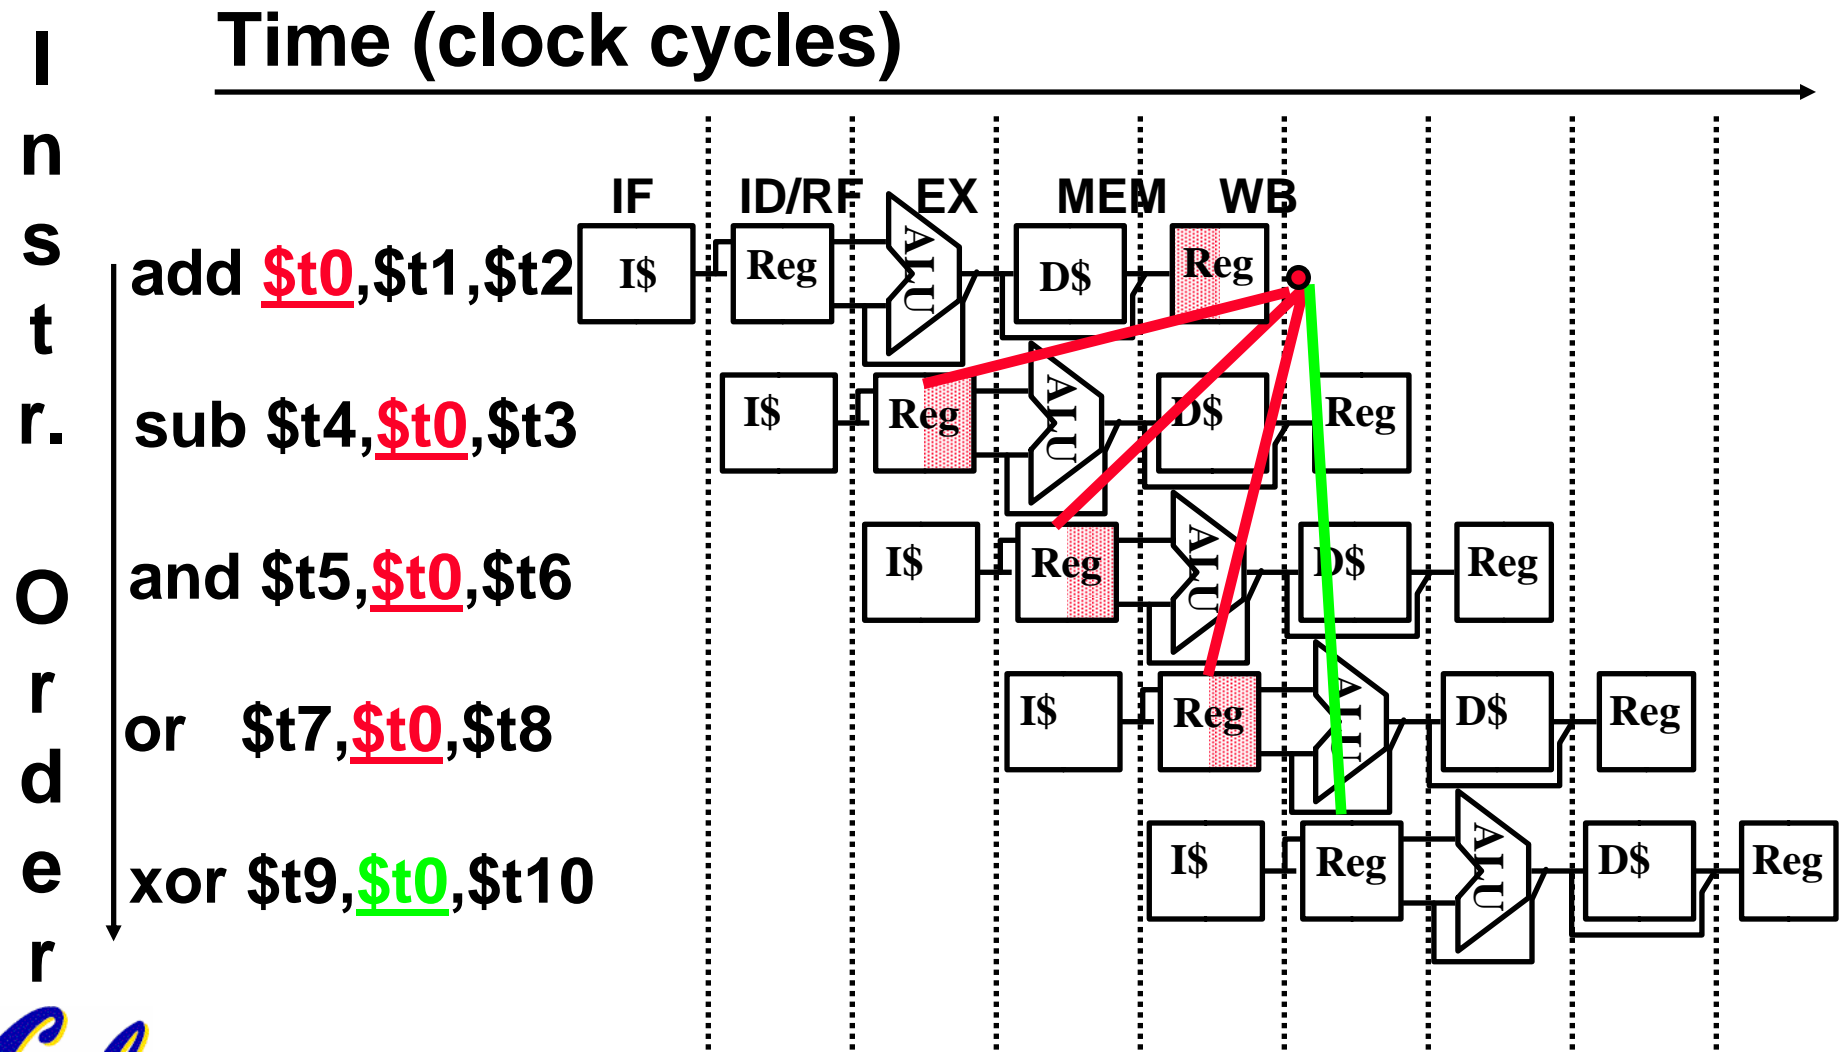 Time (clock cycles)
I
n
s
t
r.
O
r
d
e
r
IF ID/RF EX MEM WB
add $t0,$t1,$t2 I$ Reg ALU D$ Reg
sub $t4,$t0,$t3 I$ Reg ALU D$ Reg
and $t5,$t0,$t6 I$ Reg ALU D$ Reg
or $t7,$t0,$t8 I$ Reg ALU D$ Reg
xor $t9,$t0,$t10 I$ Reg ALU D$ Reg